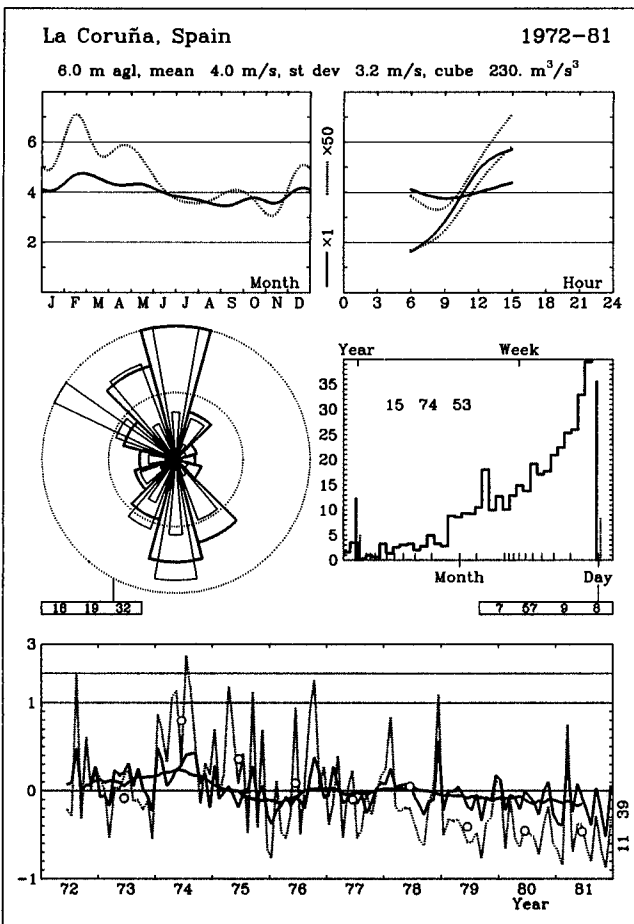 La Coruña, Spain 1972-81
6.0 m agl, mean 4.0 m/s, st dev 3.2 m/s, cube 230. m³/s³
6
4
2
Month
J F M A M J J A S O N D
×1 ×50
Hour
0 3 6 9 12 15 18 21 24
Year Week
35
30
25
20
15
10
5
0
15 74 53
Month Day
18 19 32
7 57 9 8
3
1
0
-1
72 73 74 75 76 77 78 79 80 81
Year
11 39